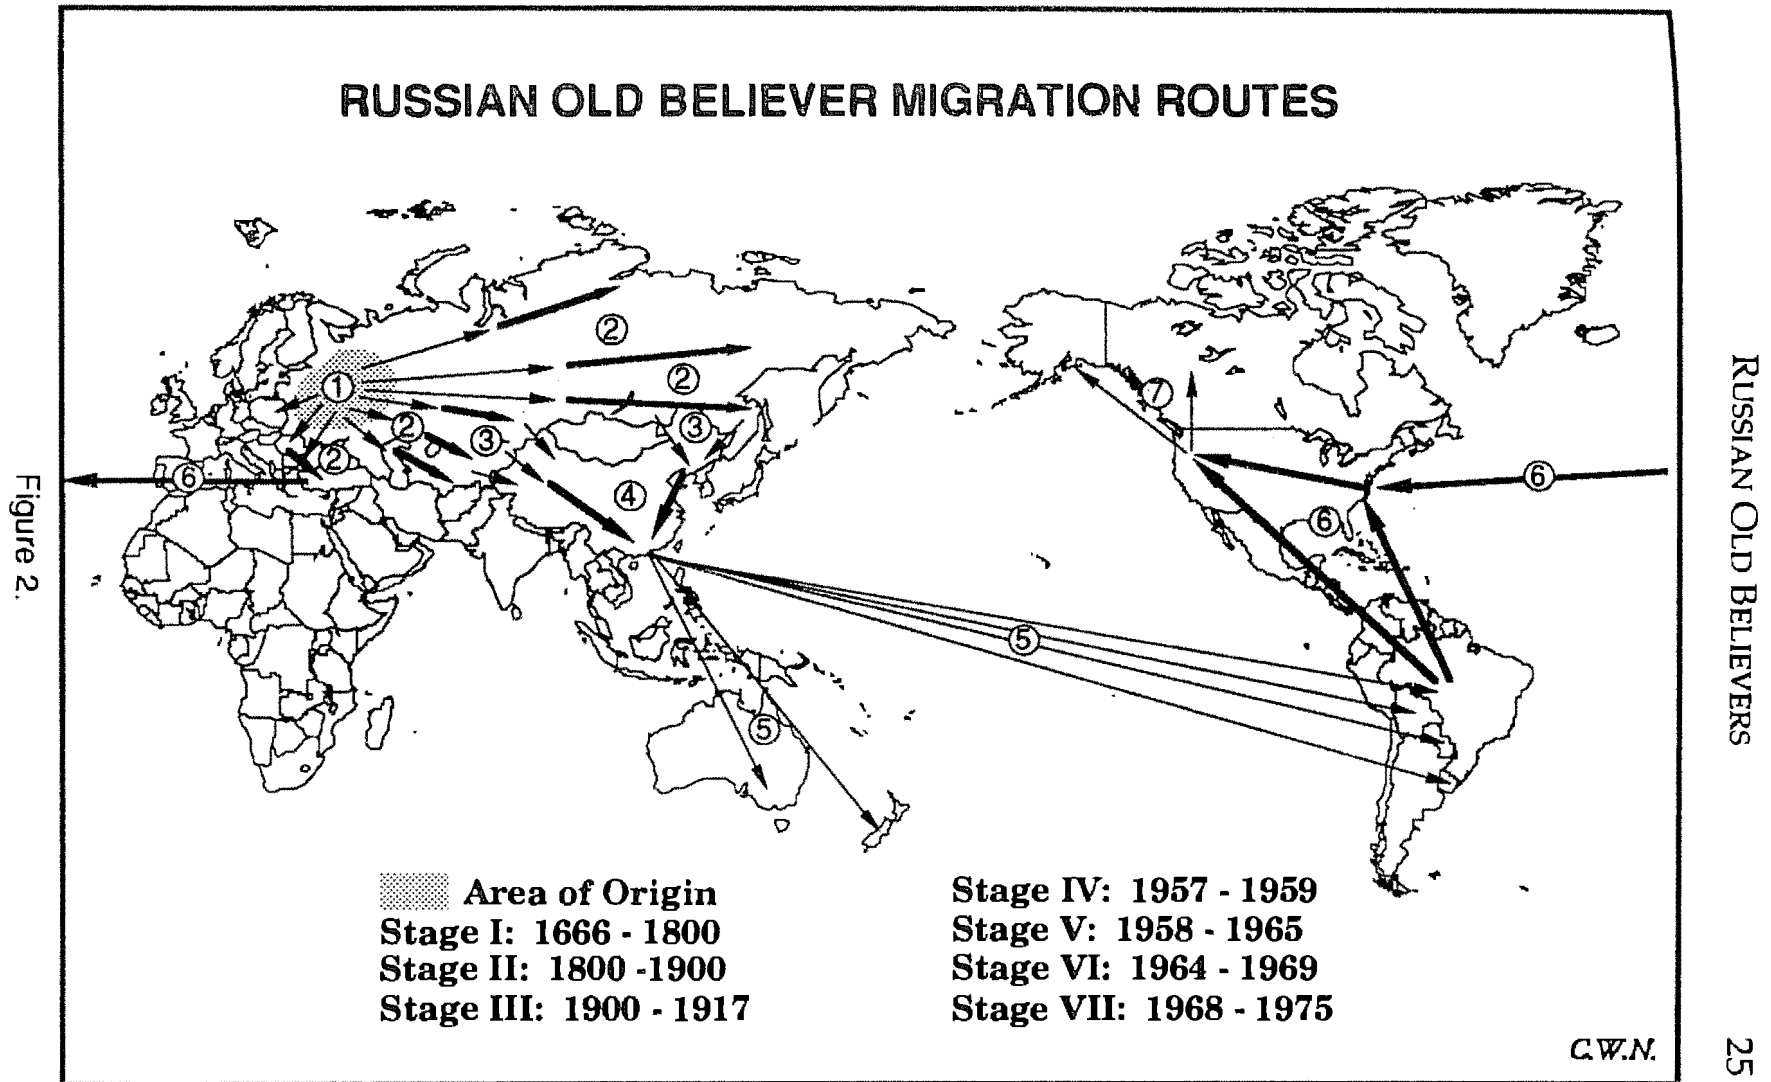 RUSSIAN OLD BELIEVER MIGRATION ROUTES
2
1
2
2
3
3
2
6
6
4
7
6
5
5
Area of Origin
Stage I: 1666 - 1800
Stage II: 1800 -1900
Stage III: 1900 - 1917
Stage IV: 1957 - 1959
Stage V: 1958 - 1965
Stage VI: 1964 - 1969
Stage VII: 1968 - 1975
C.W.N.
Figure 2.
RUSSIAN OLD BELIEVERS
25